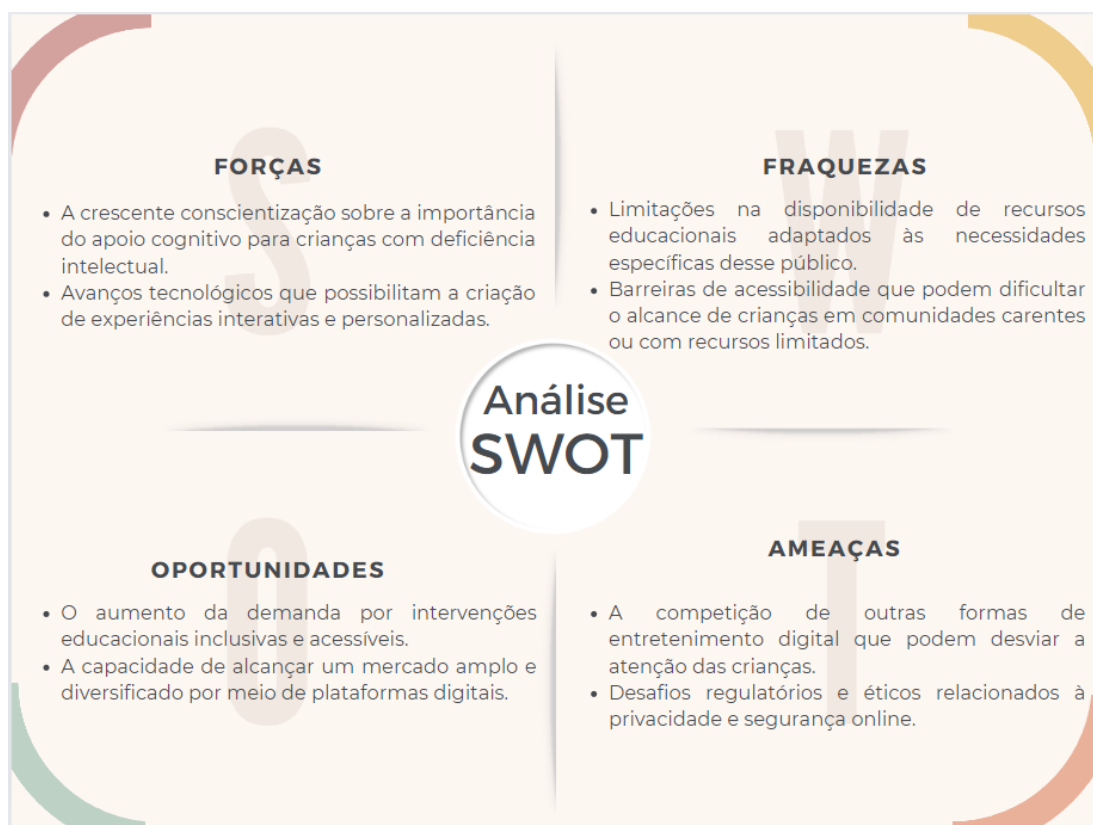 FORÇAS
• A crescente conscientização sobre a importância
do apoio cognitivo para crianças com deficiência
intelectual.
• Avanços tecnológicos que possibilitam a criação
de experiências interativas e personalizadas.
FRAQUEZAS
• Limitações na disponibilidade de recursos
educacionais adaptados às necessidades
específicas desse público.
• Barreiras de acessibilidade que podem dificultar
o alcance de crianças em comunidades carentes
ou com recursos limitados.
Análise
SWOT
OPORTUNIDADES
• O aumento da demanda por intervenções
educacionais inclusivas e acessíveis.
• A capacidade de alcançar um mercado amplo e
diversificado por meio de plataformas digitais.
AMEAÇAS
• A competição de outras formas de
entretenimento digital que podem desviar a
atenção das crianças.
• Desafios regulatórios e éticos relacionados à
privacidade e segurança online.
S
W
O
T